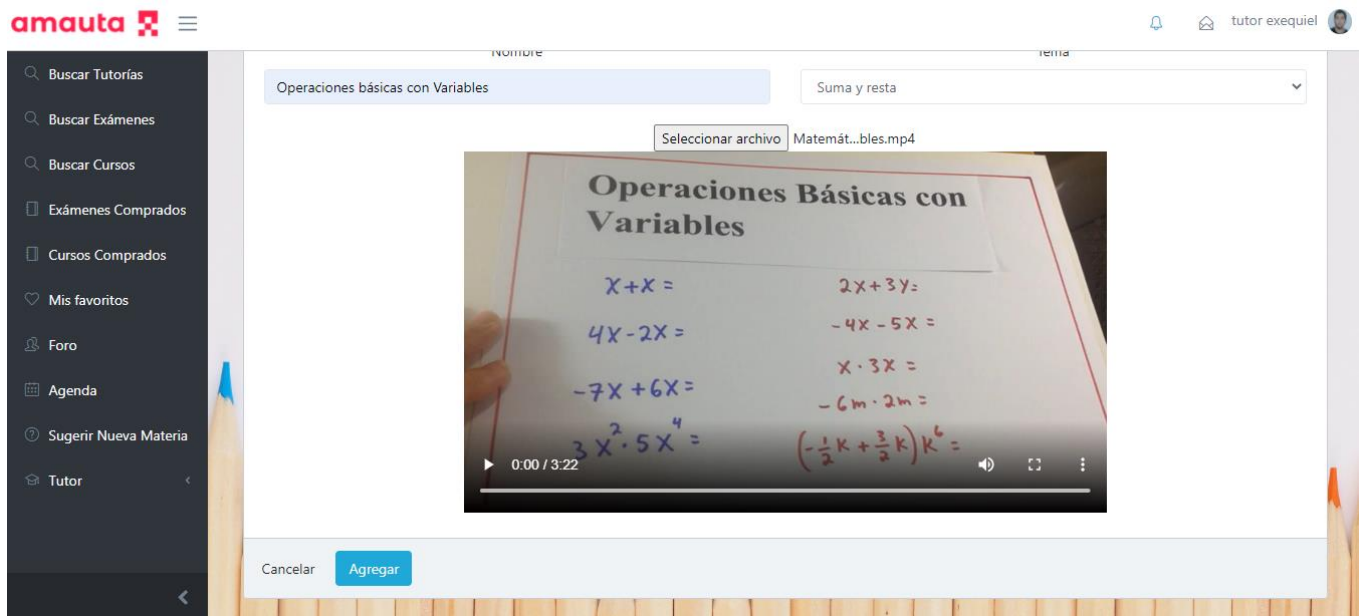 amauta
tutor exequiel
Buscar Tutorías
Buscar Exámenes
Buscar Cursos
Exámenes Comprados
Cursos Comprados
Mis favoritos
Foro
Agenda
Sugerir Nueva Materia
Tutor
Nombre
Tema
Operaciones básicas con Variables
Suma y resta
Seleccionar archivo Matemát...bles.mp4
Operaciones Básicas con
Variables
x+x =
4x-2x =
-7x +6x=
3x²·5x⁴ =
2x+3y=
-4x -5x =
x · 3x =
-6m·2m =
(-½k + 3/2 k)k⁶ =
0:00 / 3:22
Cancelar
Agregar